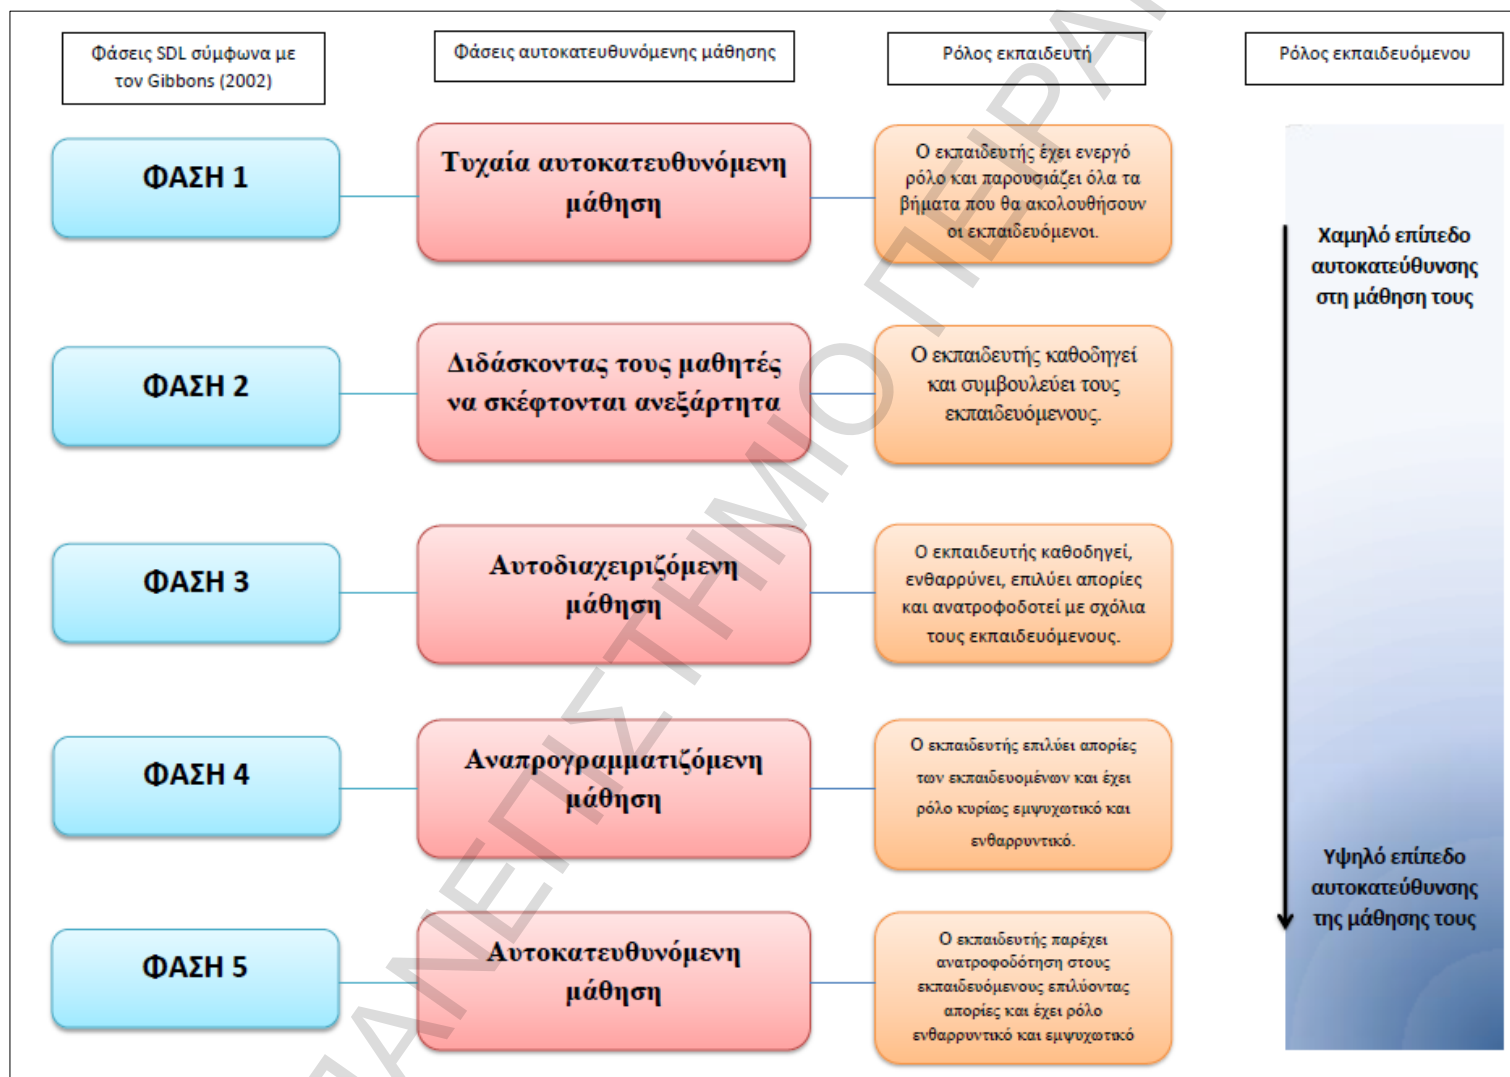 Φάσεις SDL σύμφωνα με
τον Gibbons (2002)
Φάσεις αυτοκατευθυνόμενης μάθησης
Ρόλος εκπαιδευτή
Ρόλος εκπαιδευόμενου
ΦΑΣΗ 1
Τυχαία αυτοκατευθυνόμενη
μάθηση
Ο εκπαιδευτής έχει ενεργό
ρόλο και παρουσιάζει όλα τα
βήματα που θα ακολουθήσουν
οι εκπαιδευόμενοι.
Χαμηλό επίπεδο
αυτοκατεύθυνσης
στη μάθηση τους
ΦΑΣΗ 2
Διδάσκοντας τους μαθητές
να σκέφτονται ανεξάρτητα
Ο εκπαιδευτής καθοδηγεί
και συμβουλεύει τους
εκπαιδευόμενους.
ΦΑΣΗ 3
Αυτοδιαχειριζόμενη
μάθηση
Ο εκπαιδευτής καθοδηγεί,
ενθαρρύνει, επιλύει απορίες
και ανατροφοδοτεί με σχόλια
τους εκπαιδευόμενους.
ΦΑΣΗ 4
Αναπρογραμματιζόμενη
μάθηση
Ο εκπαιδευτής επιλύει απορίες
των εκπαιδευομένων και έχει
ρόλο κυρίως εμψυχωτικό και
ενθαρρυντικό.
Υψηλό επίπεδο
αυτοκατεύθυνσης
της μάθησης τους
ΦΑΣΗ 5
Αυτοκατευθυνόμενη
μάθηση
Ο εκπαιδευτής παρέχει
ανατροφοδότηση στους
εκπαιδευόμενους επιλύοντας
απορίες και έχει ρόλο
ενθαρρυντικό και εμψυχωτικό
ΠΑΝΕΠΙΣΤΗΜΙΟ ΠΕΙΡΑ